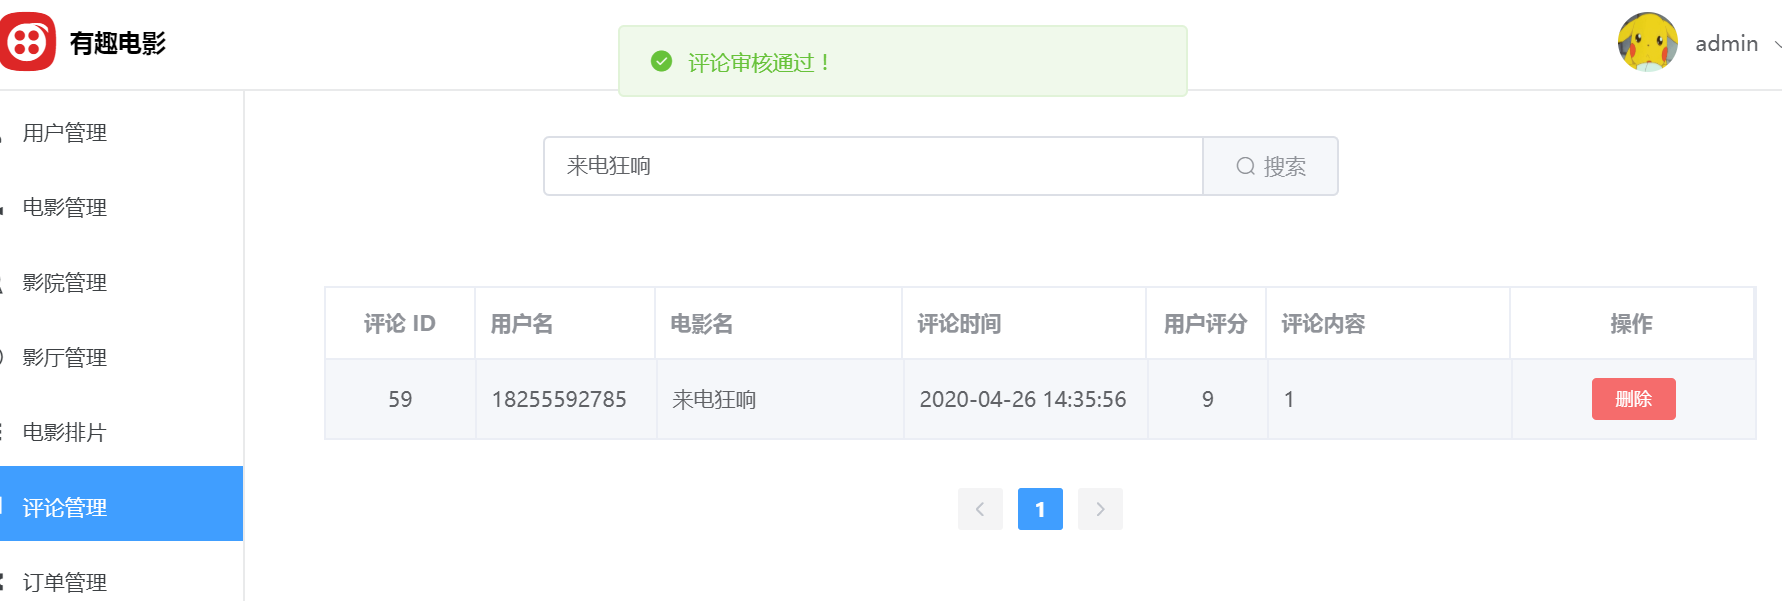 有趣电影
评论审核通过！
admin
用户管理
电影管理
影院管理
影厅管理
电影排片
评论管理
订单管理
来电狂响
搜索
评论 ID 用户名 电影名 评论时间 用户评分 评论内容 操作
59 18255592785 来电狂响 2020-04-26 14:35:56 9 1 删除
1